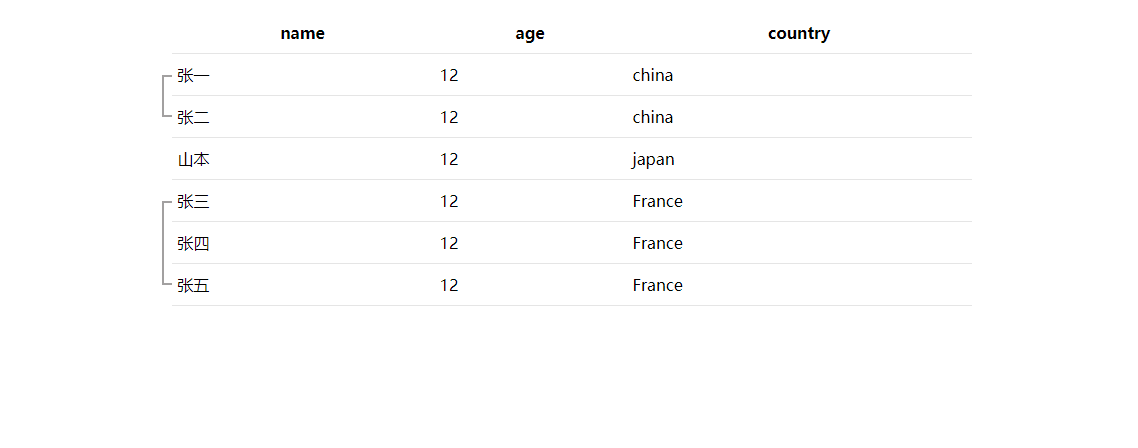 name age country
张一 12 china
张二 12 china
山本 12 japan
张三 12 France
张四 12 France
张五 12 France